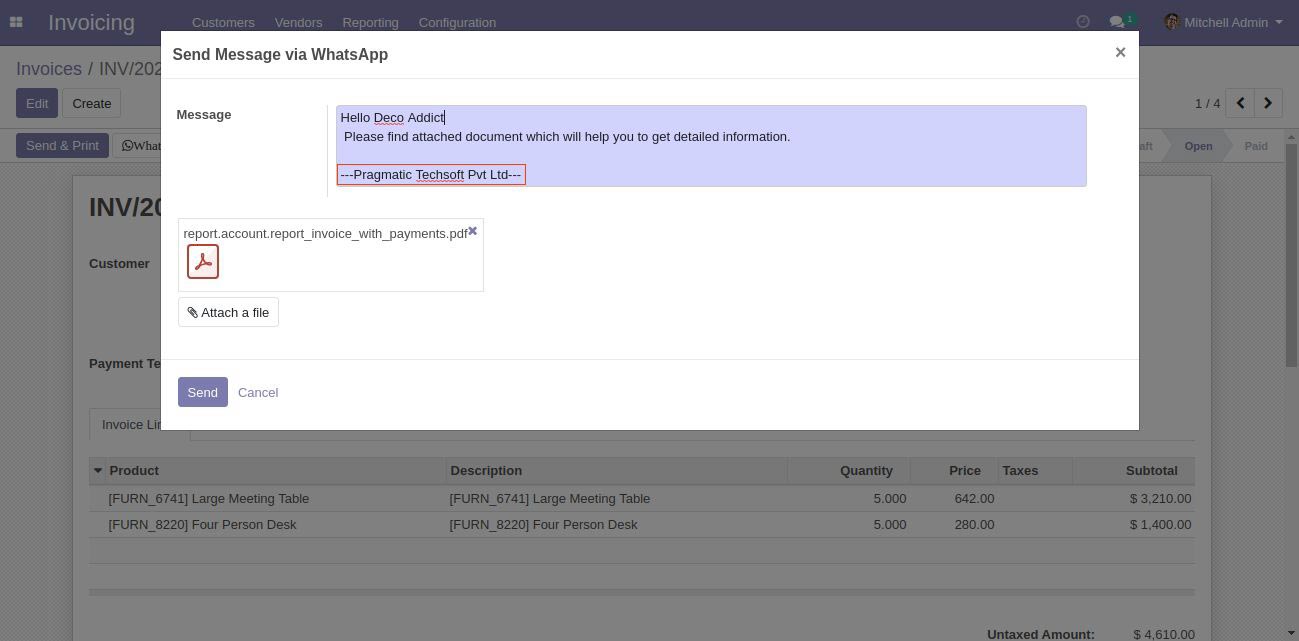 Invoicing Customers Vendors Reporting Configuration 1 Mitchell Admin
Send Message via WhatsApp ×
Invoices / INV/202
Edit Create 1 / 4
Send & Print Open Paid
Message
Hello Deco Addict
Please find attached document which will help you to get detailed information.
---Pragmatic Techsoft Pvt Ltd---
INV/20
report.account.report_invoice_with_payments.pdf
Customer
Attach a file
Payment Te
Send Cancel
Invoice Lin
Product Description Quantity Price Taxes Subtotal
[FURN_6741] Large Meeting Table [FURN_6741] Large Meeting Table 5.000 642.00 $ 3,210.00
[FURN_8220] Four Person Desk [FURN_8220] Four Person Desk 5.000 280.00 $ 1,400.00
Untaxed Amount: $ 4,610.00